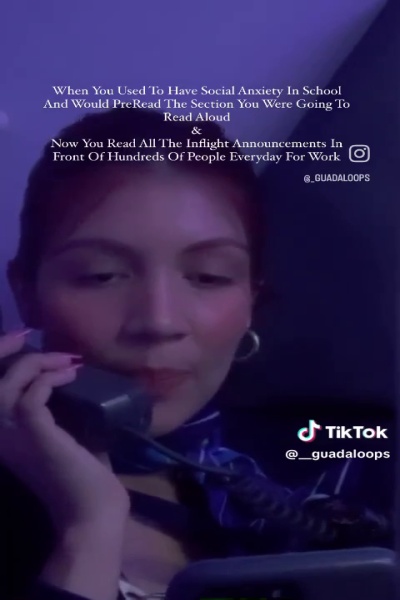 When You Used To Have Social Anxiety In School
And Would PreRead The Section You Were Going To
Read Aloud
&
Now You Read All The Inflight Announcements In
Front Of Hundreds Of People Everyday For Work
@_GUADALOOPS
TikTok
@__guadaloops